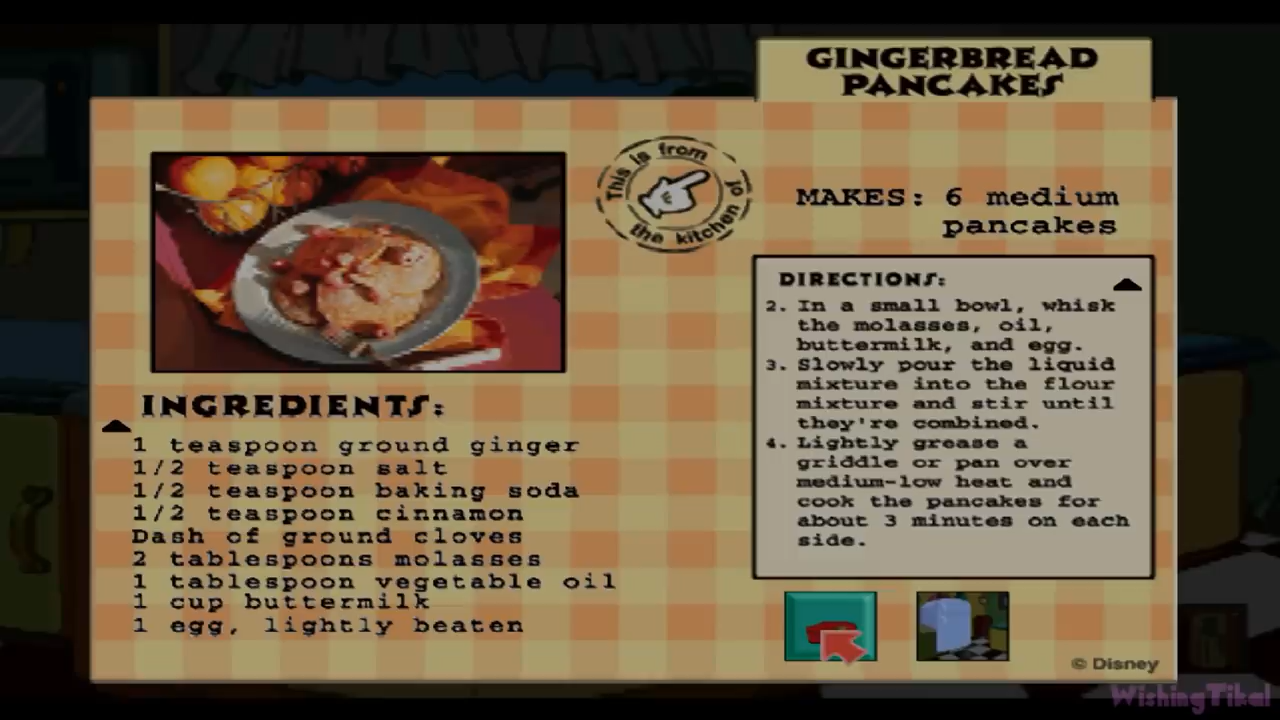 GINGERBREAD
PANCAKES
This is from
the kitchen of
MAKES: 6 medium
pancakes
INGREDIENTS:
1 teaspoon ground ginger
1/2 teaspoon salt
1/2 teaspoon baking soda
1/2 teaspoon cinnamon
Dash of ground cloves
2 tablespoons molasses
1 tablespoon vegetable oil
1 cup buttermilk
1 egg, lightly beaten
DIRECTIONS:
2. In a small bowl, whisk
the molasses, oil,
buttermilk, and egg.
3. Slowly pour the liquid
mixture into the flour
mixture and stir until
they're combined.
4. Lightly grease a
griddle or pan over
medium-low heat and
cook the pancakes for
about 3 minutes on each
side.
© Disney
WishingTikal